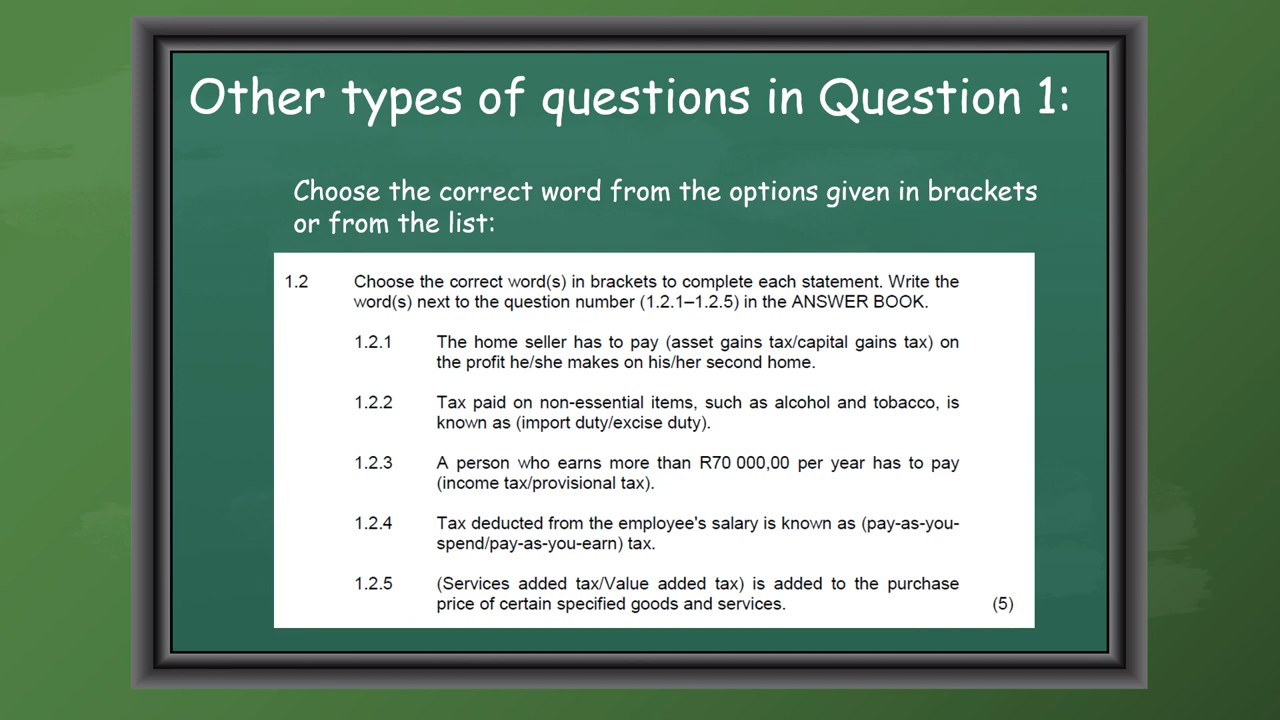 Other types of questions in Question 1:
Choose the correct word from the options given in brackets
or from the list:
1.2 Choose the correct word(s) in brackets to complete each statement. Write the
word(s) next to the question number (1.2.1–1.2.5) in the ANSWER BOOK.
1.2.1 The home seller has to pay (asset gains tax/capital gains tax) on
the profit he/she makes on his/her second home.
1.2.2 Tax paid on non-essential items, such as alcohol and tobacco, is
known as (import duty/excise duty).
1.2.3 A person who earns more than R70 000,00 per year has to pay
(income tax/provisional tax).
1.2.4 Tax deducted from the employee's salary is known as (pay-as-you-
spend/pay-as-you-earn) tax.
1.2.5 (Services added tax/Value added tax) is added to the purchase
price of certain specified goods and services. (5)